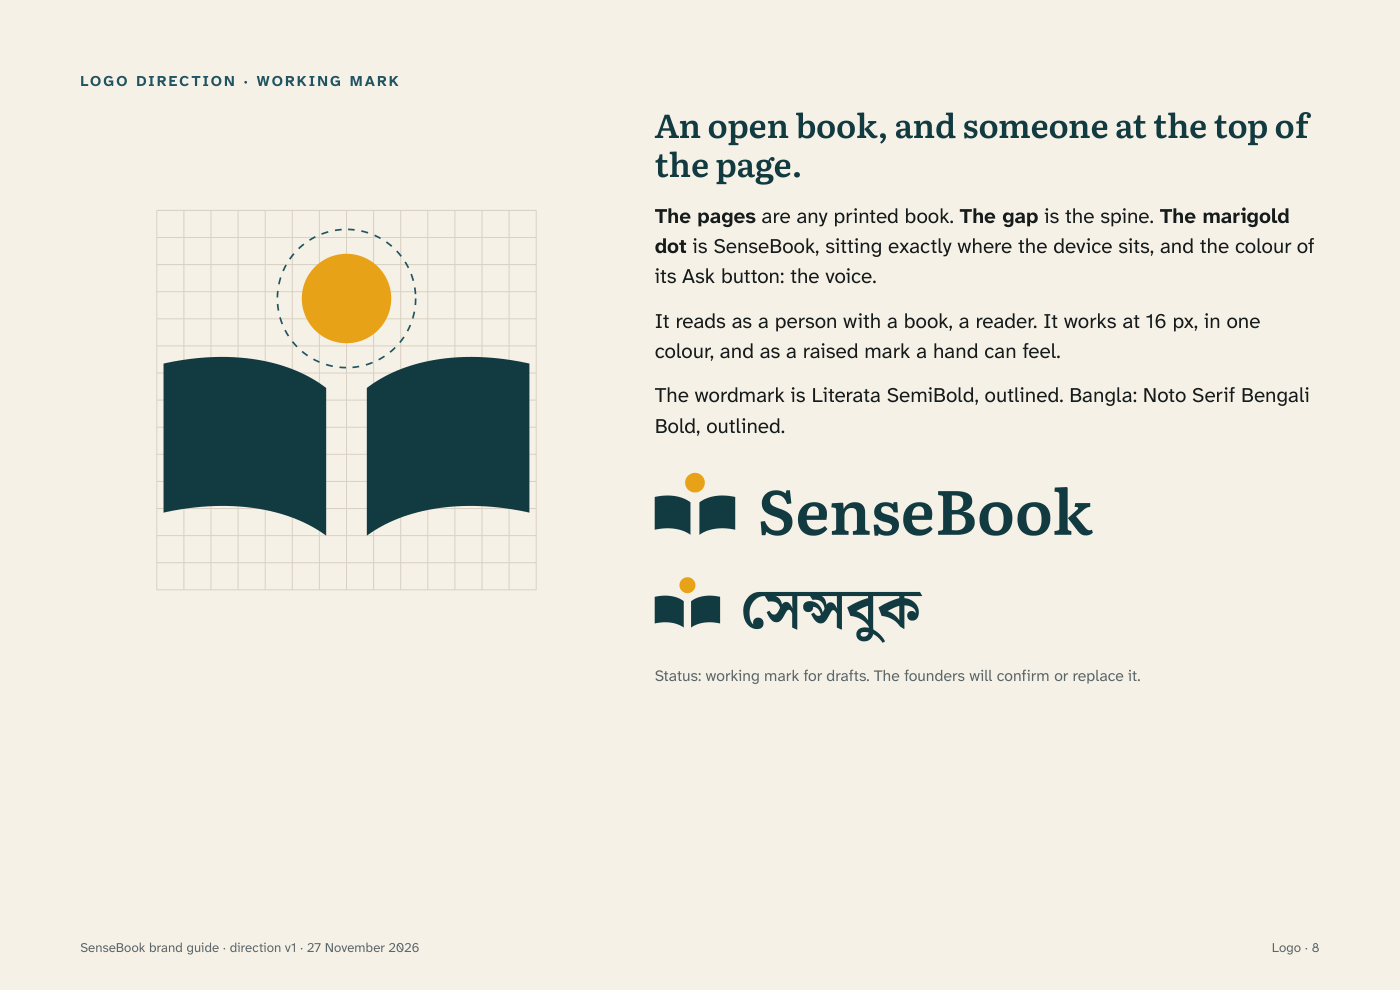 LOGO DIRECTION · WORKING MARK
An open book, and someone at the top of
the page.
The pages are any printed book. The gap is the spine. The marigold
dot is SenseBook, sitting exactly where the device sits, and the colour of
its Ask button: the voice.
It reads as a person with a book, a reader. It works at 16 px, in one
colour, and as a raised mark a hand can feel.
The wordmark is Literata SemiBold, outlined. Bangla: Noto Serif Bengali
Bold, outlined.
SenseBook
সেন্সবুক
Status: working mark for drafts. The founders will confirm or replace it.
SenseBook brand guide · direction v1 · 27 November 2026
Logo · 8